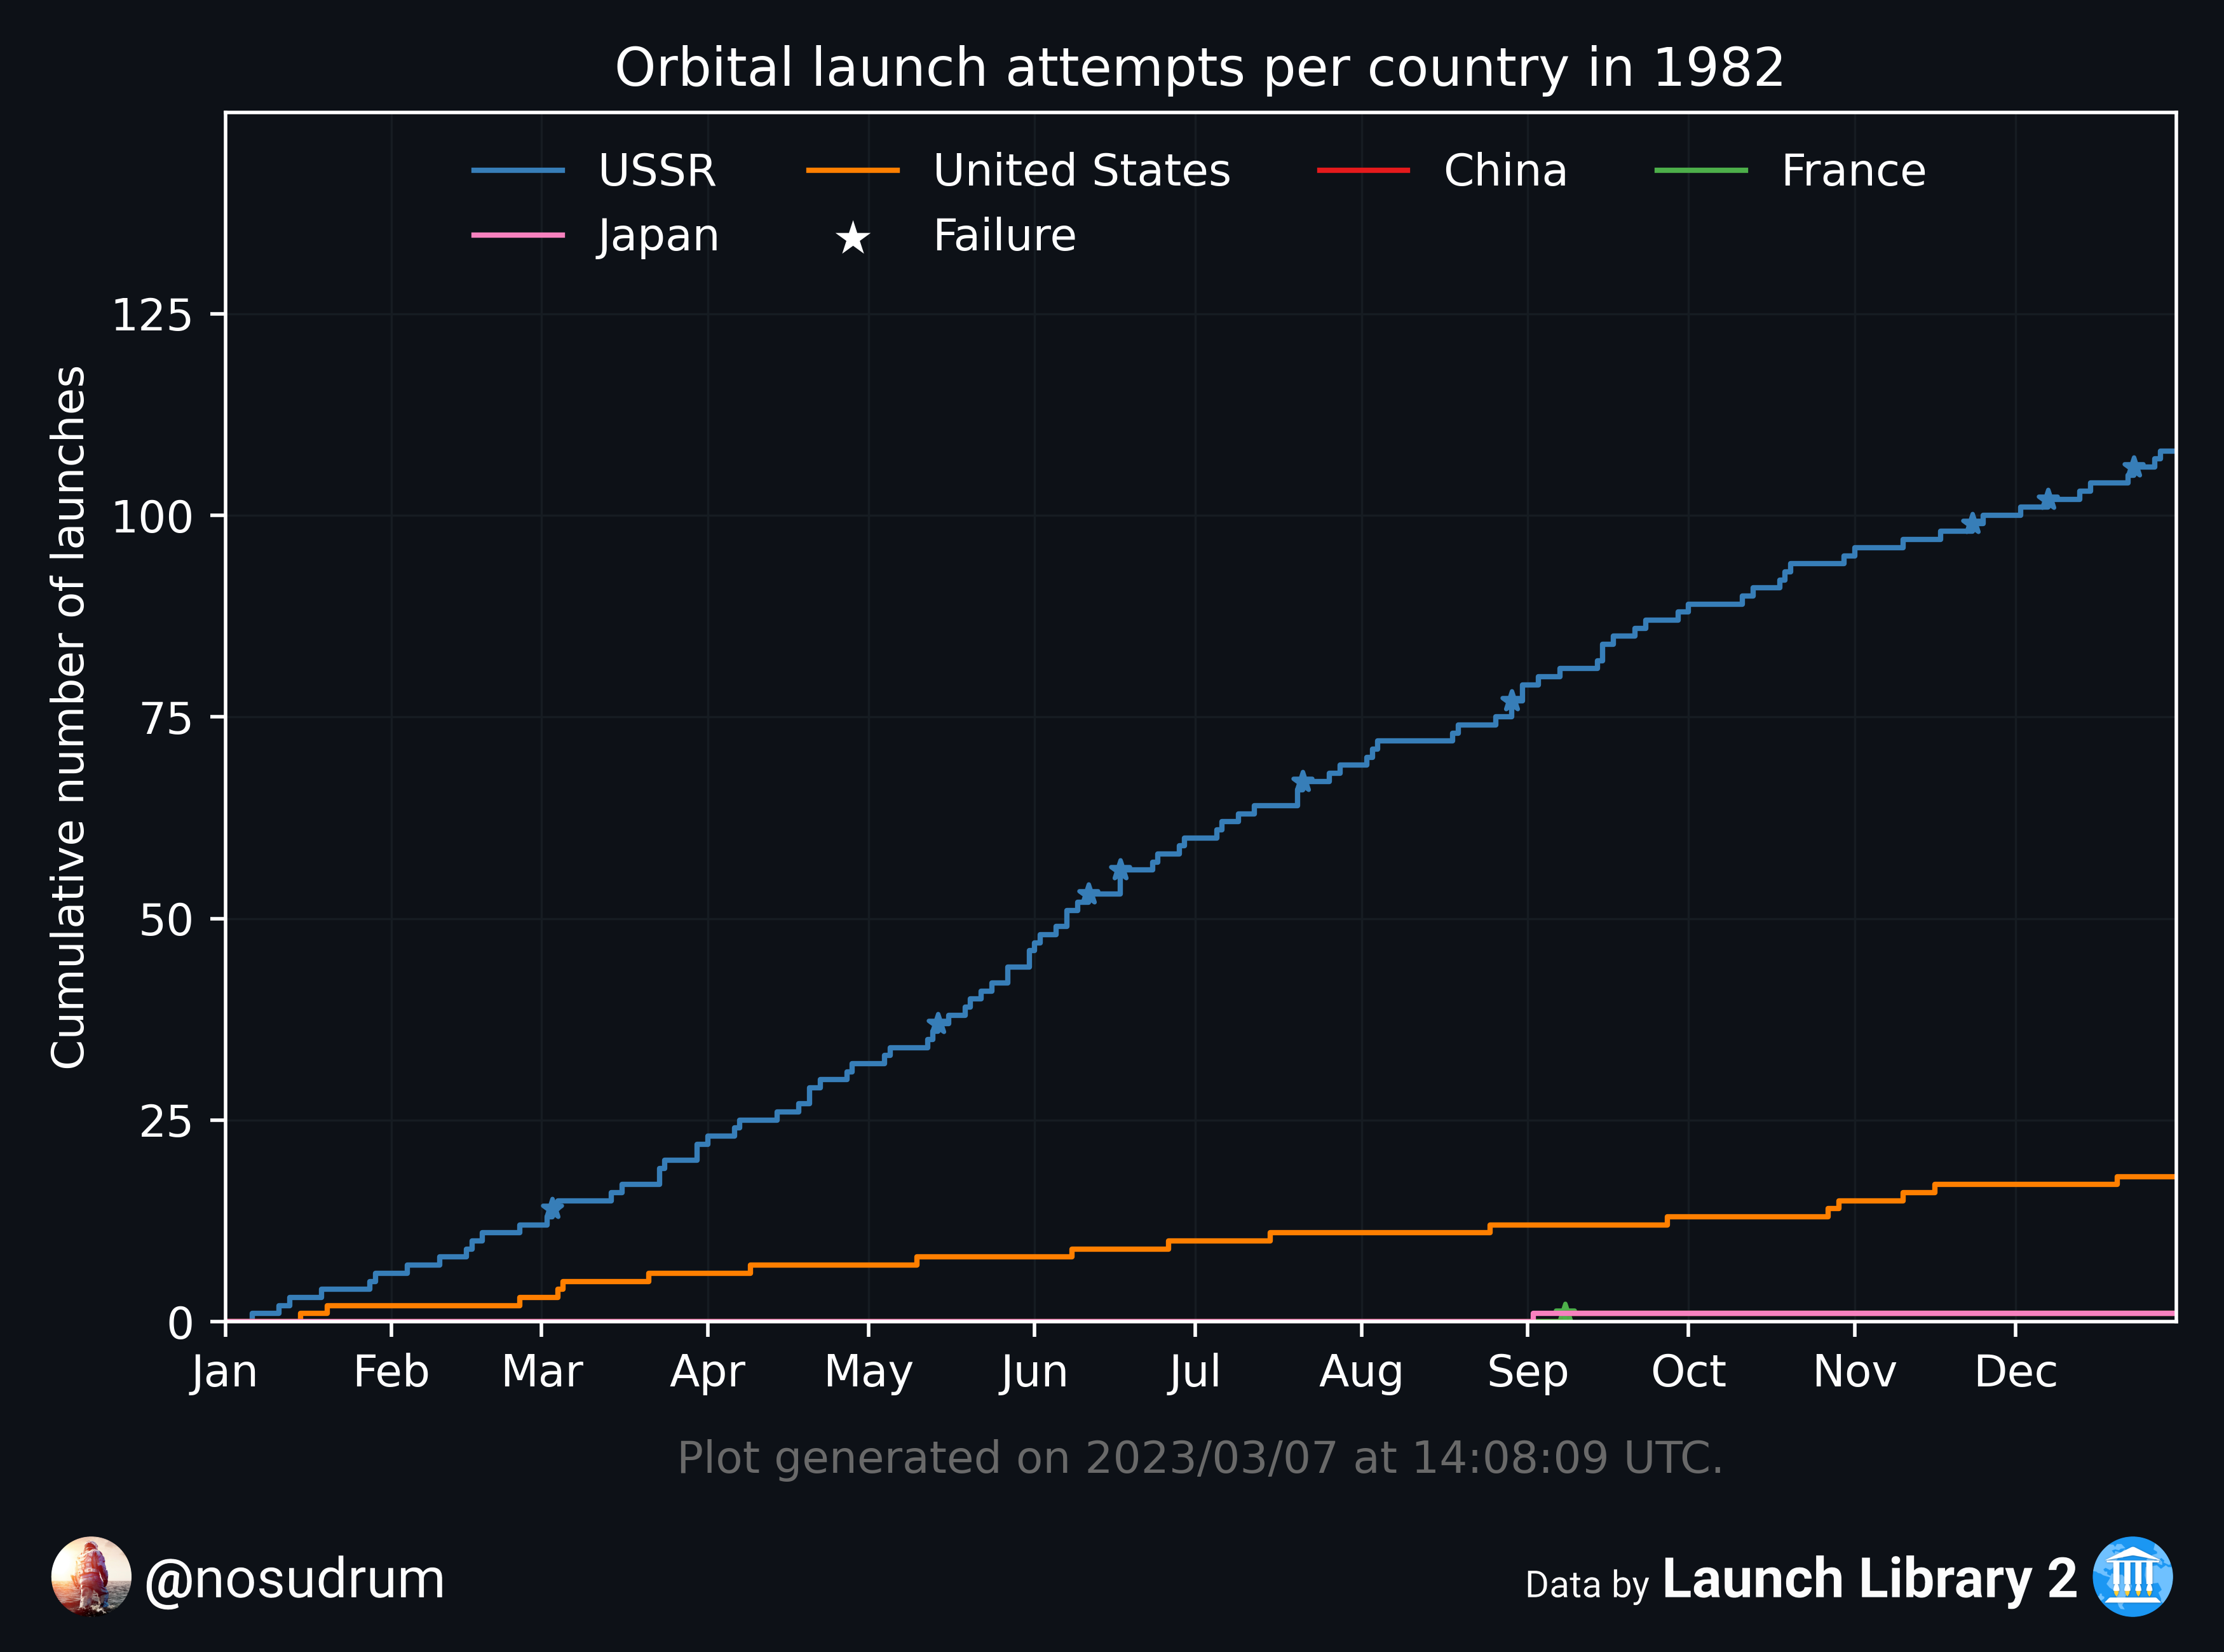 Orbital launch attempts per country in 1982
USSR United States China France
Japan Failure
125
100
75
50
25
0
Cumulative number of launches
Jan Feb Mar Apr May Jun Jul Aug Sep Oct Nov Dec
Plot generated on 2023/03/07 at 14:08:09 UTC.
@nosudrum
Data by Launch Library 2